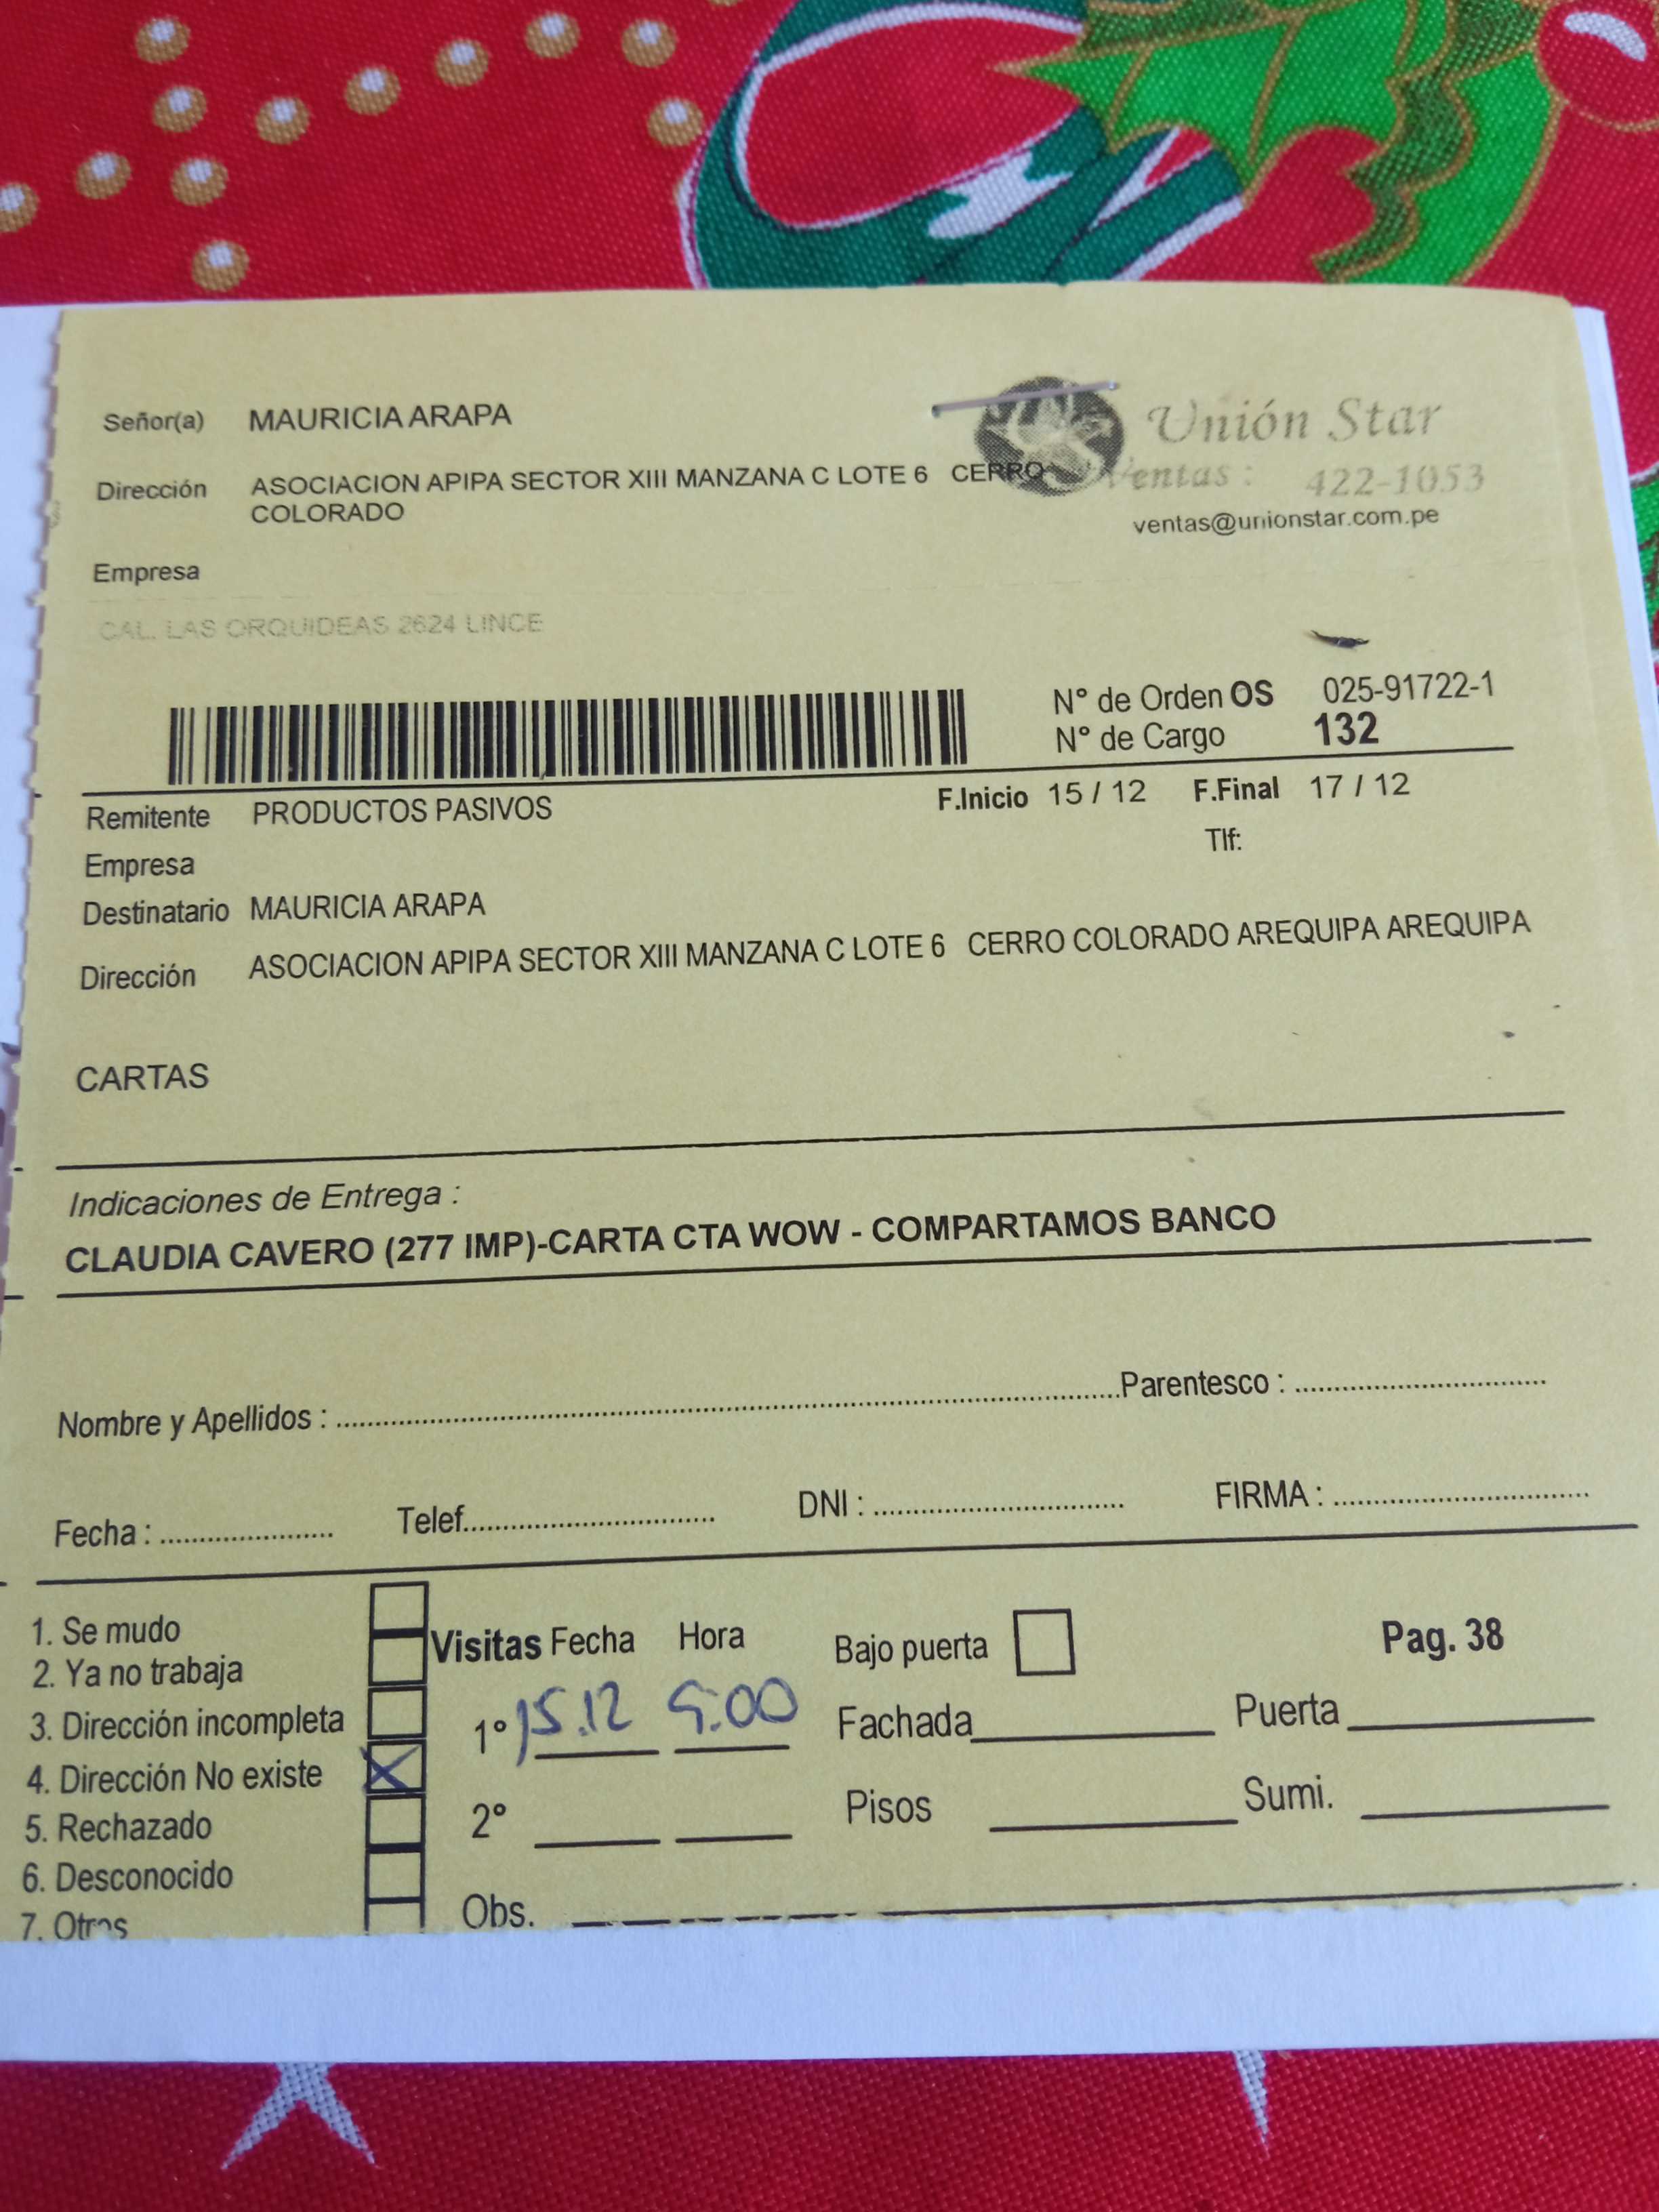 Señor(a) MAURICIA ARAPA
Unión Star
Dirección ASOCIACION APIPA SECTOR XIII MANZANA C LOTE 6 CERRO
COLORADO
Ventas : 422-1053
ventas@unionstar.com.pe
Empresa
CAL. LAS ORQUIDEAS 2624 LINCE
N° de Orden OS 025-91722-1
N° de Cargo 132
Remitente PRODUCTOS PASIVOS
F.Inicio 15 / 12 F.Final 17 / 12
Tlf:
Empresa
Destinatario MAURICIA ARAPA
Dirección ASOCIACION APIPA SECTOR XIII MANZANA C LOTE 6 CERRO COLORADO AREQUIPA AREQUIPA
CARTAS
Indicaciones de Entrega :
CLAUDIA CAVERO (277 IMP)-CARTA CTA WOW - COMPARTAMOS BANCO
Nombre y Apellidos : Parentesco :
Fecha : Telef. DNI : FIRMA :
1. Se mudo
2. Ya no trabaja
3. Dirección incompleta
4. Dirección No existe X
5. Rechazado
6. Desconocido
7. Otros
Visitas Fecha Hora
1° 15.12 9:00
2°
Obs.
Bajo puerta
Pag. 38
Fachada Puerta
Pisos Sumi.